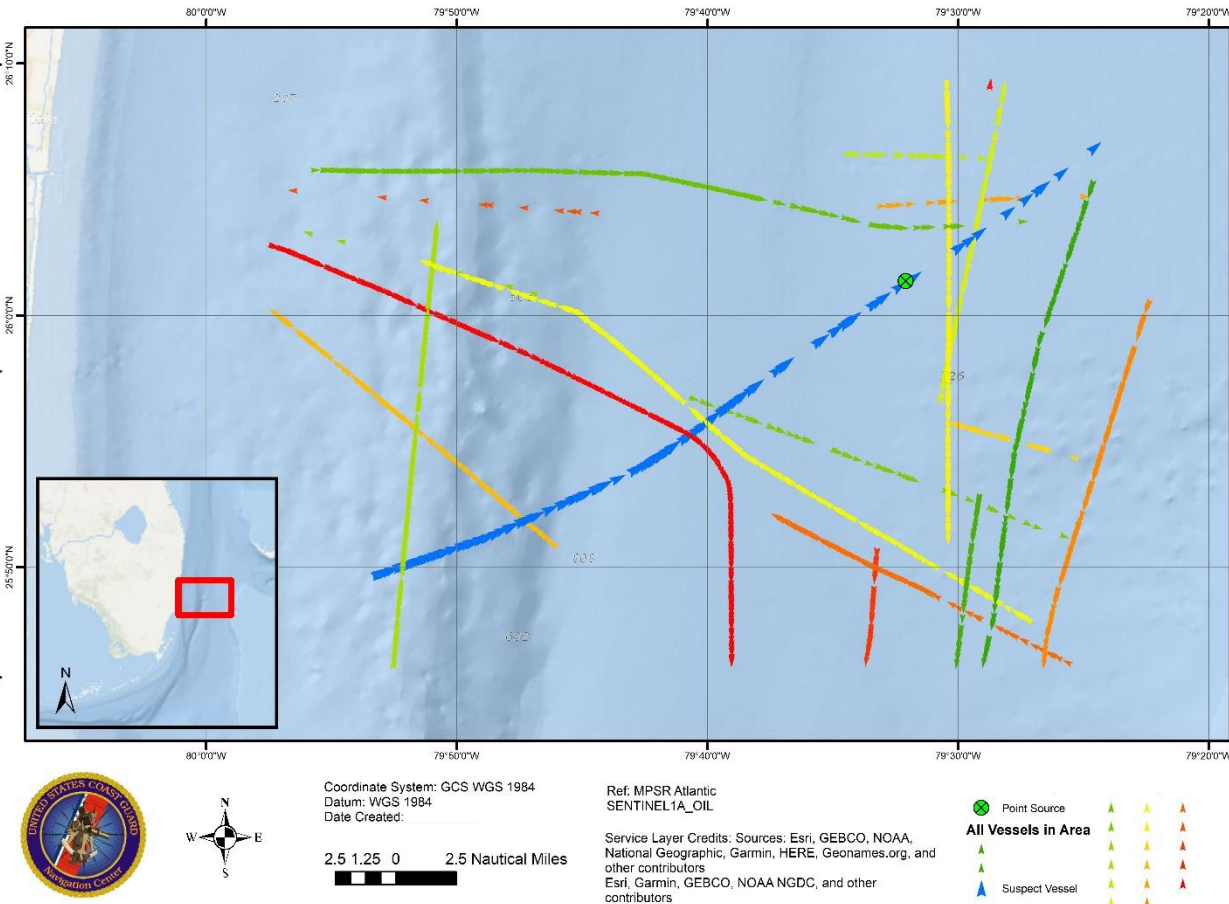 80°0'0"W 79°50'0"W 79°40'0"W 79°30'0"W 79°20'0"W
26°10'0"N
26°0'0"N
25°50'0"N
608
602
N
80°0'0"W 79°50'0"W 79°40'0"W 79°30'0"W 79°20'0"W
UNITED STATES COAST GUARD
Navigation Center
N
W E
S
Coordinate System: GCS WGS 1984
Datum: WGS 1984
Date Created:
2.5 1.25 0 2.5 Nautical Miles
Ref: MPSR Atlantic
SENTINEL1A_OIL
Service Layer Credits: Sources: Esri, GEBCO, NOAA,
National Geographic, Garmin, HERE, Geonames.org, and
other contributors
Esri, Garmin, GEBCO, NOAA NGDC, and other
contributors
Point Source
All Vessels in Area
Suspect Vessel